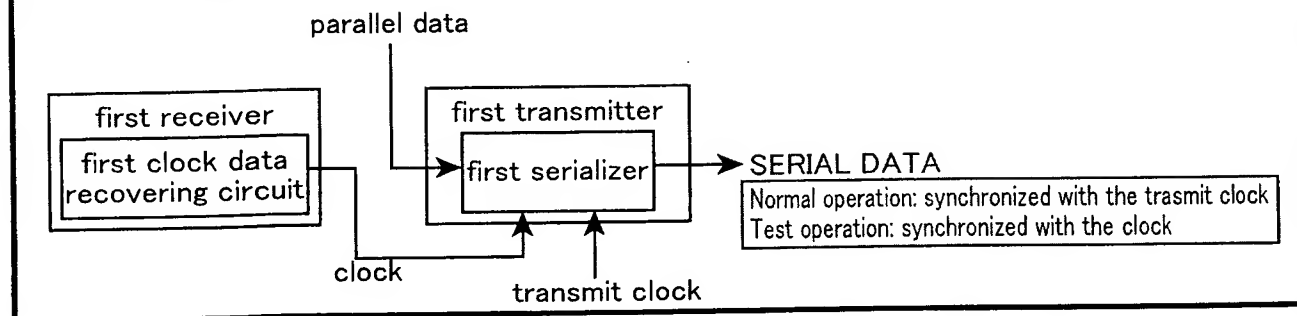 parallel data
first receiver
first clock data
recovering circuit
first transmitter
first serializer
SERIAL DATA
Normal operation: synchronized with the trasmit clock
Test operation: synchronized with the clock
clock
transmit clock